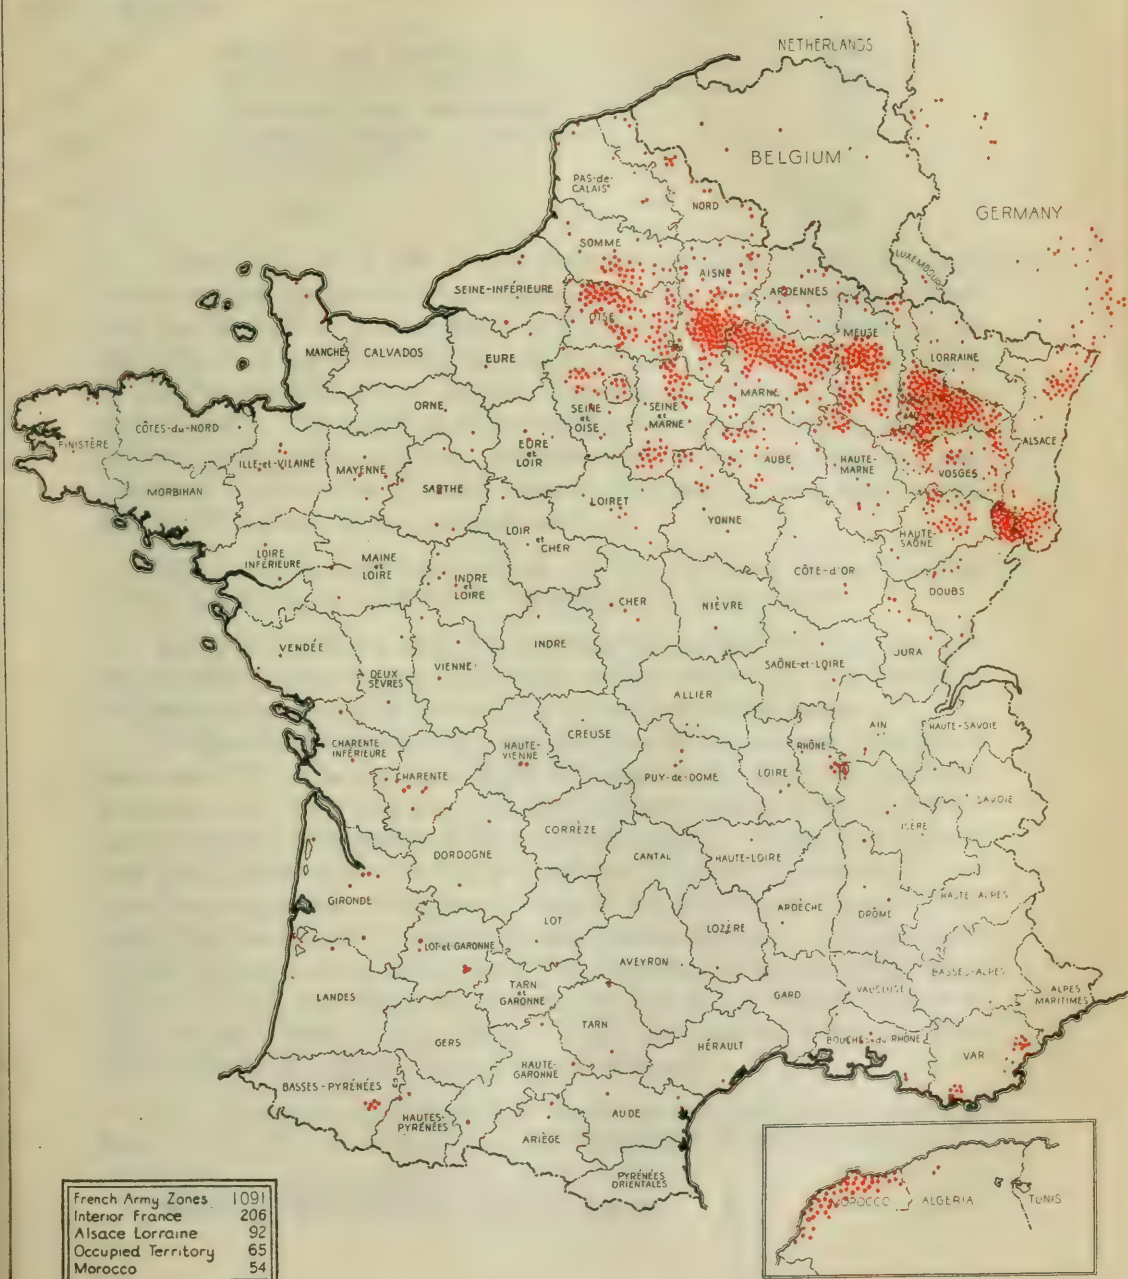 NETHERLANDS
BELGIUM
GERMANY
LUXEMBOURG
PAS-de-
CALAIS
NORD
SOMME
AISNE
ARDENNES
SEINE-INFÉRIEURE
OISE
MEUSE
LORRAINE
MANCHE
CALVADOS
EURE
MARNE
SEINE
et
OISE
SEINE
et
MARNE
ORNE
ALSACE
FINISTÈRE
CÔTES-du-NORD
ILLE-et-VILAINE
MAYENNE
EURE
et
LOIR
AUBE
HAUTE-
MARNE
VOSGES
MORBIHAN
SARTHE
LOIRET
YONNE
HAUTE-
SAÔNE
LOIR
et
CHER
LOIRE
INFÉRIEURE
MAINE
et
LOIRE
INDRE
et
LOIRE
CÔTE-d'OR
DOUBS
CHER
NIÈVRE
VENDÉE
DEUX
SÈVRES
VIENNE
INDRE
SAÔNE-et-LOIRE
JURA
ALLIER
AIN
HAUTE-SAVOIE
CHARENTE
INFÉRIEURE
CHARENTE
HAUTE-
VIENNE
CREUSE
PUY-de-DOME
LOIRE
RHÔNE
SAVOIE
ISÈRE
DORDOGNE
CORRÈZE
CANTAL
HAUTE-LOIRE
GIRONDE
LOT
LOZÈRE
ARDÈCHE
DRÔME
HAUTE ALPES
LOT-et GARONNE
AVEYRON
BASSES-ALPES
LANDES
TARN
et
GARONNE
GARD
VAUCLUSE
ALPES
MARITIMES
GERS
TARN
HÉRAULT
BOUCHES-du RHÔNE
VAR
HAUTE-
GARONNE
BASSES-PYRÉNÉES
HAUTES-
PYRÉNÉES
AUDE
ARIÈGE
PYRÉNÉES
ORIENTALES
MOROCCO
ALGERIA
TUNIS
French Army Zones 1091
Interior France 206
Alsace Lorraine 92
Occupied Territory 65
Morocco 54